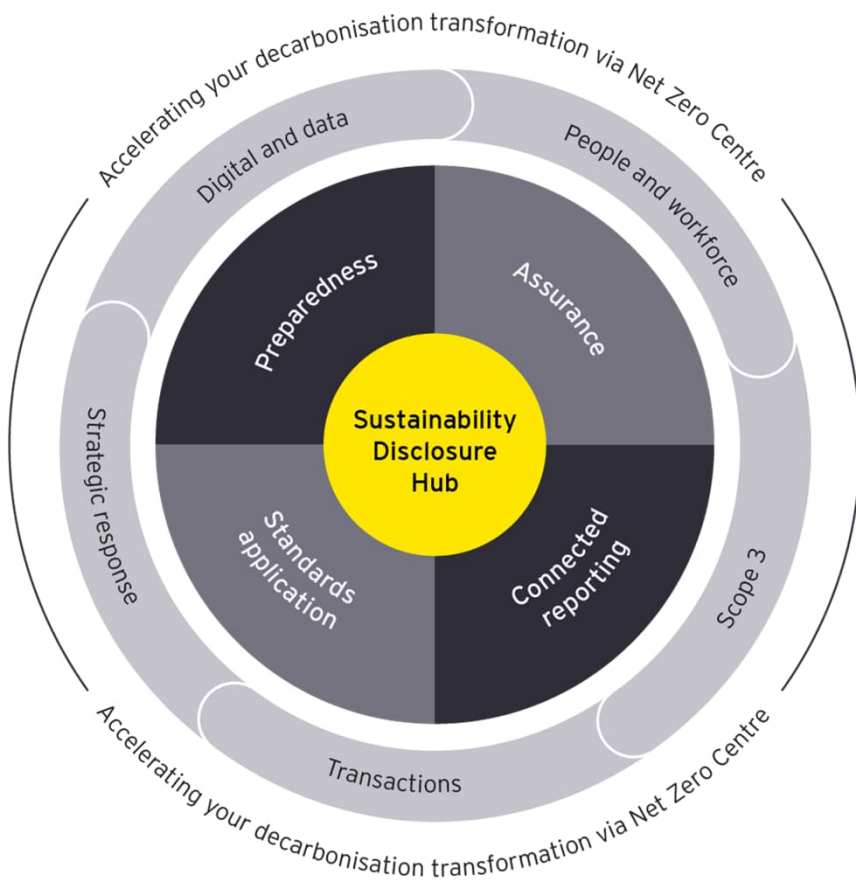 Accelerating your decarbonisation transformation via Net Zero Centre
Digital and data
People and workforce
Preparedness
Assurance
Sustainability
Disclosure
Hub
Strategic response
Standards
application
Connected
reporting
Scope 3
Transactions
Accelerating your decarbonisation transformation via Net Zero Centre